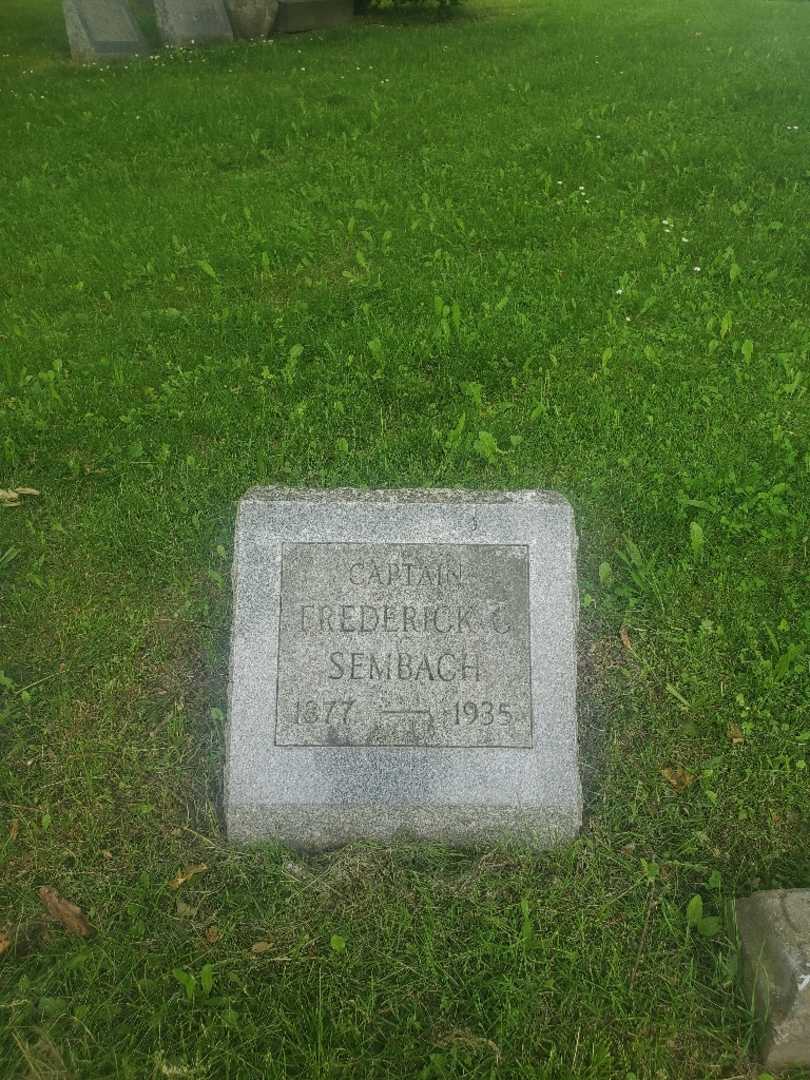 CAPTAIN
FREDERICK C
SEMBACH
1877 — 1935